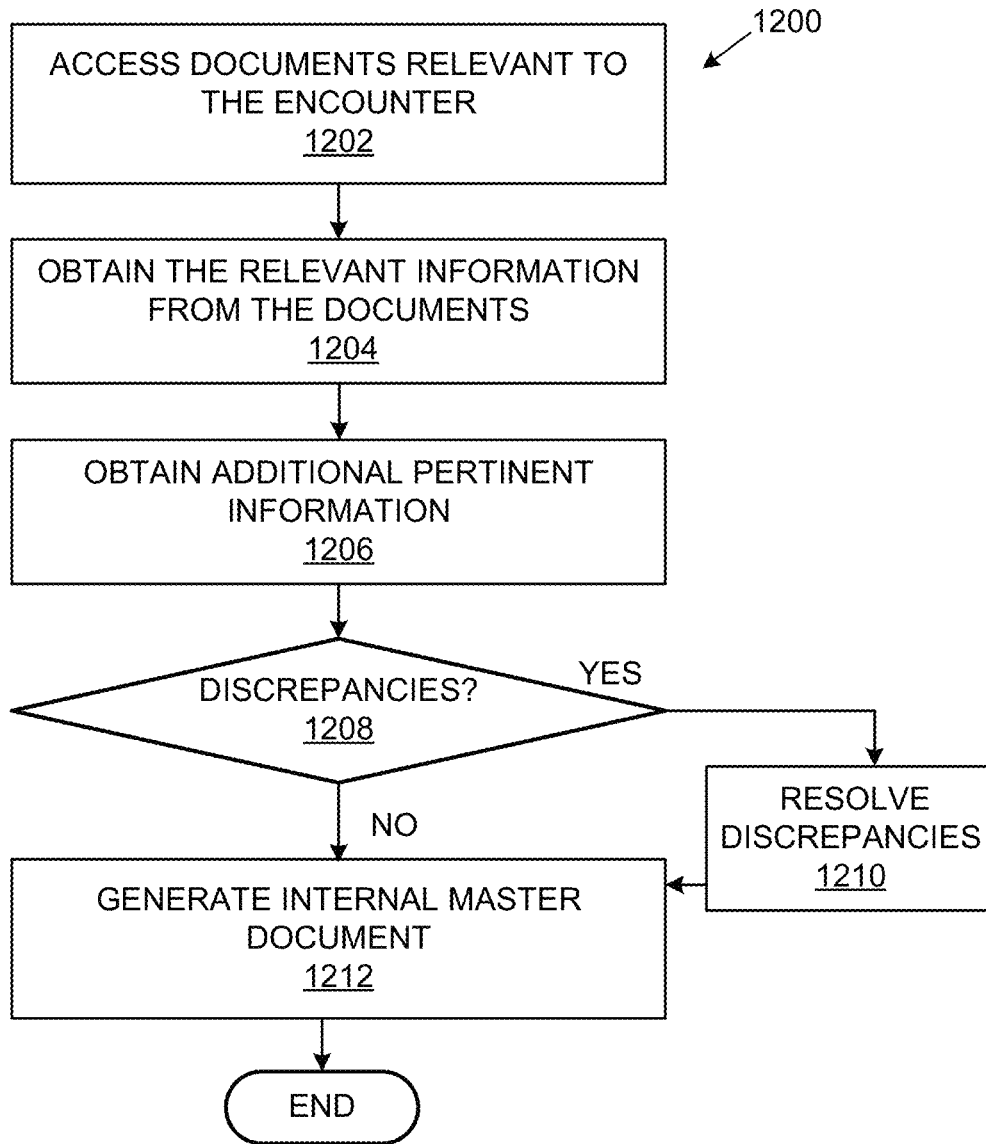 1200
ACCESS DOCUMENTS RELEVANT TO
THE ENCOUNTER
1202
OBTAIN THE RELEVANT INFORMATION
FROM THE DOCUMENTS
1204
OBTAIN ADDITIONAL PERTINENT
INFORMATION
1206
DISCREPANCIES?
1208
YES
RESOLVE
DISCREPANCIES
1210
NO
GENERATE INTERNAL MASTER
DOCUMENT
1212
END